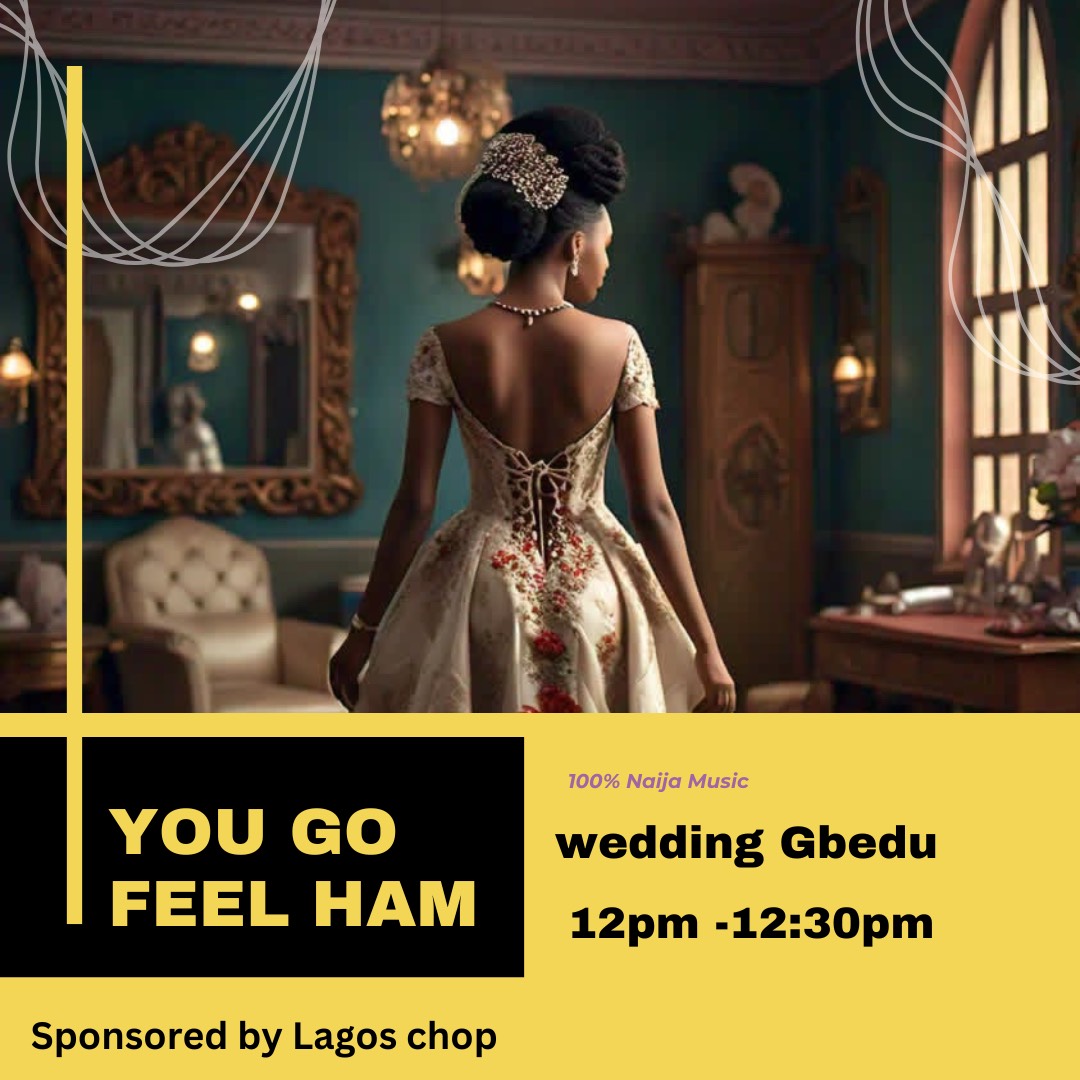 YOU GO
FEEL HAM
100% Naija Music
wedding Gbedu
12pm -12:30pm
Sponsored by Lagos chop